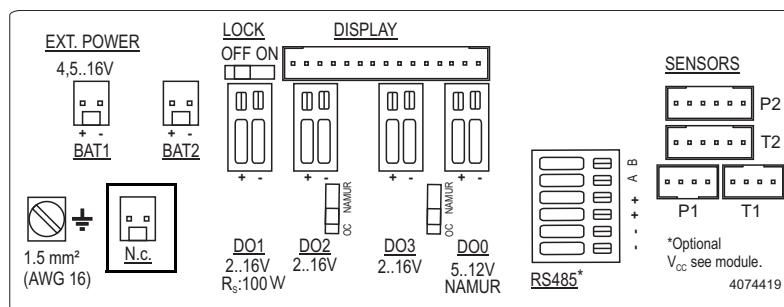 EXT. POWER
4,5..16V
+ -
BAT1
+ -
BAT2
LOCK
OFF ON
DISPLAY
SENSORS
P2
T2
P1
T1
1.5 mm²
(AWG 16)
N.c.
+ -
DO1
2..16V
Rs:100 W
+ -
OC NAMUR
DO2
2..16V
+ -
DO3
2..16V
OC NAMUR
+ -
DO0
5..12V
NAMUR
B
A
+
+
-
-
RS485*
*Optional
VCC see module.
4074419